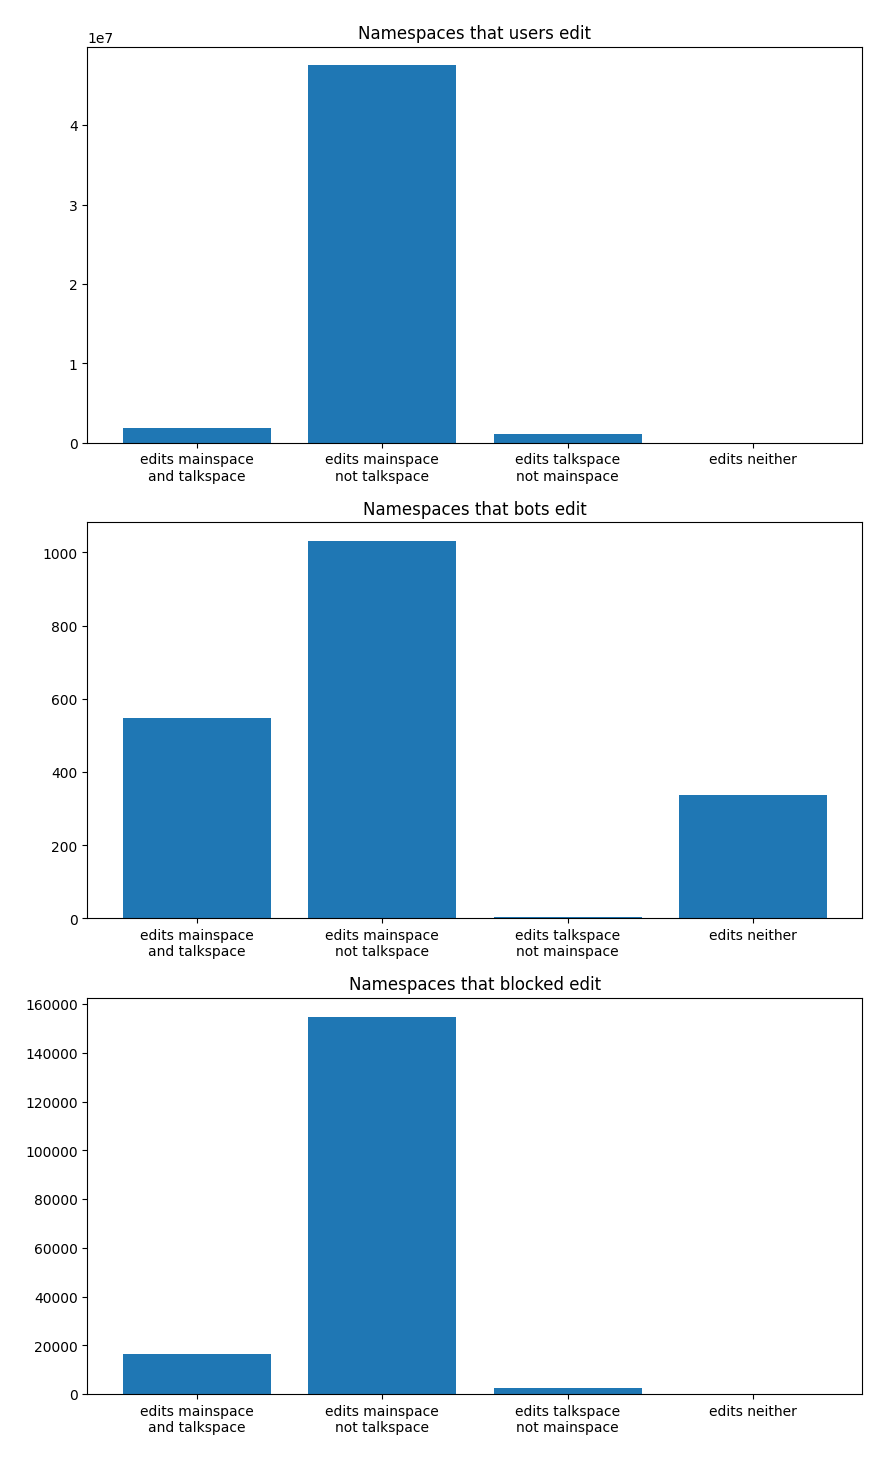 Namespaces that users edit
1e7
4
3
2
1
0
edits mainspace
and talkspace
edits mainspace
not talkspace
edits talkspace
not mainspace
edits neither
Namespaces that bots edit
1000
800
600
400
200
0
edits mainspace
and talkspace
edits mainspace
not talkspace
edits talkspace
not mainspace
edits neither
Namespaces that blocked edit
160000
140000
120000
100000
80000
60000
40000
20000
0
edits mainspace
and talkspace
edits mainspace
not talkspace
edits talkspace
not mainspace
edits neither